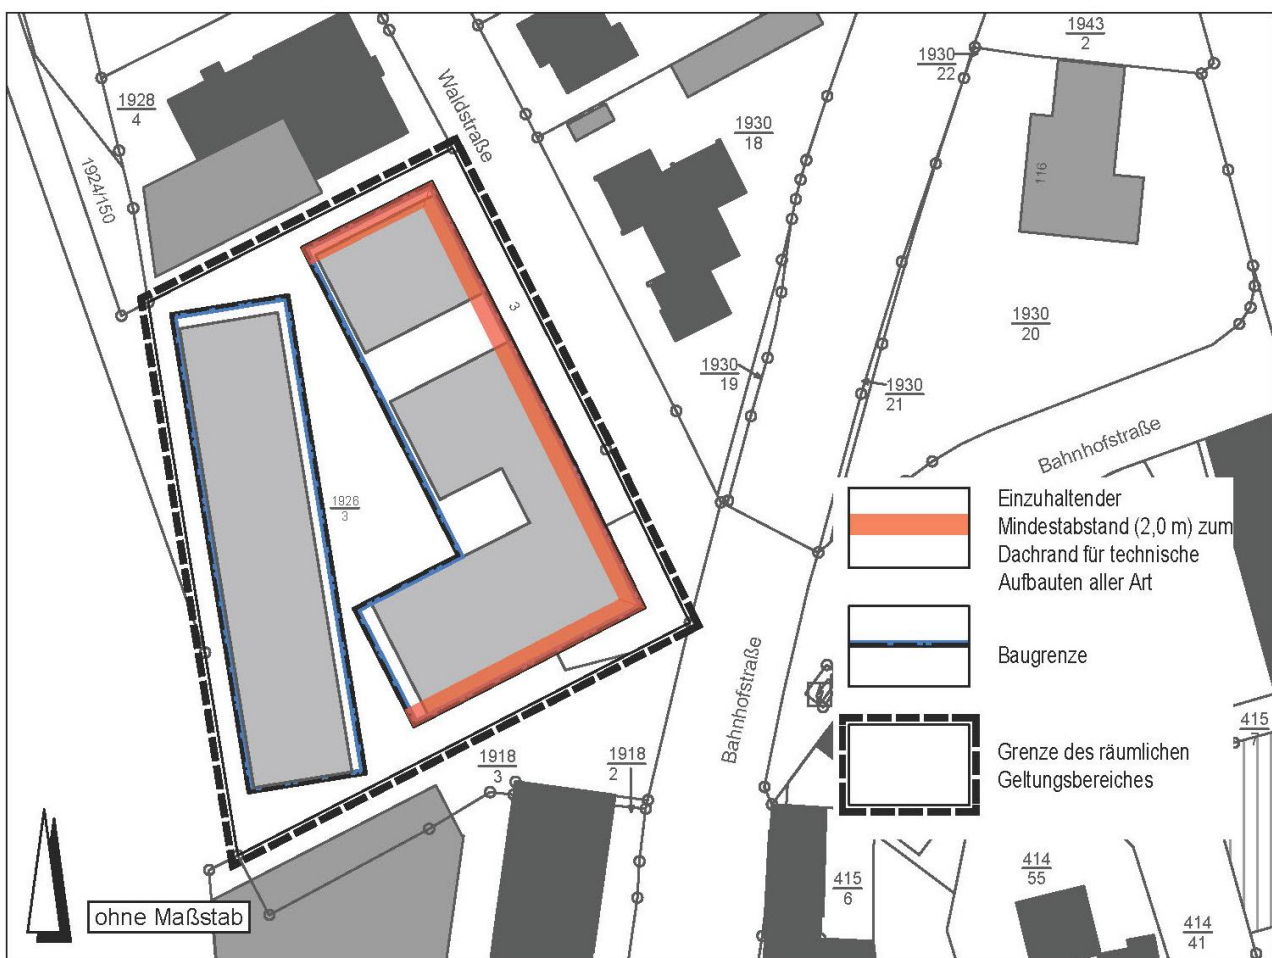 1943
2
1930
22
1928
4
Waldstraße
1930
18
1924/150
116
3
1930
20
1930
19
1930
21
Bahnhofstraße
1926
3
Einzuhaltender
Mindestabstand (2,0 m) zum
Dachrand für technische
Aufbauten aller Art
Baugrenze
Bahnhofstraße
Grenze des räumlichen
Geltungsbereiches
415
7
1918
3
1918
2
415
6
414
55
414
41
ohne Maßstab